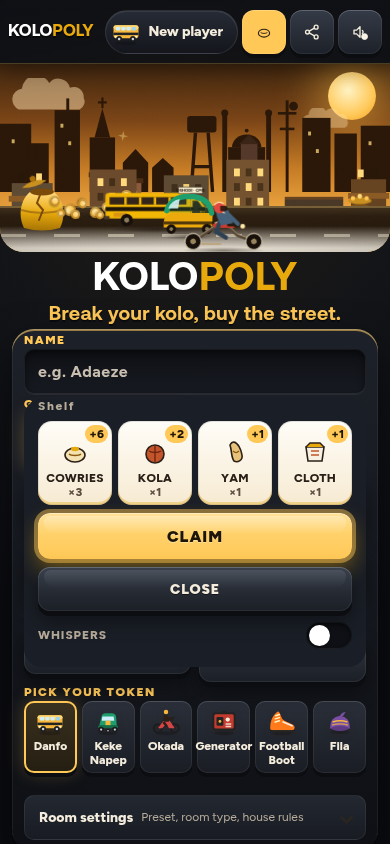 KOLOPOLY
New player
KOLOPOLY
Break your kolo, buy the street.
NAME
e.g. Adaeze
Shelf
+6
+2
+1
+1
COWRIES
KOLA
YAM
CLOTH
×3
×1
×1
×1
CLAIM
CLOSE
WHISPERS
PICK YOUR TOKEN
Danfo
Keke Napep
Okada
Generator
Football Boot
Fila
Room settings Preset, room type, house rules